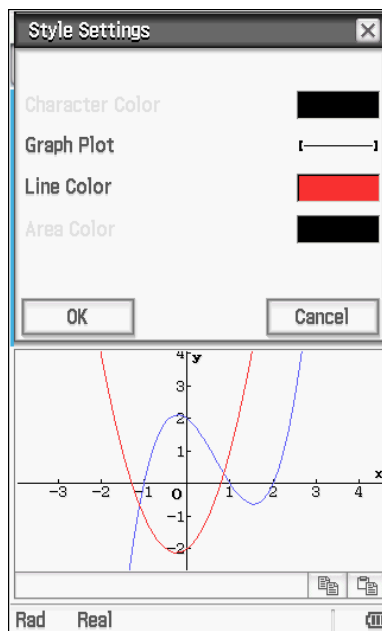 Style Settings
Character Color
Graph Plot
Line Color
Area Color
OK Cancel
4 y
3
2
1
x
-3 -2 -1 O 1 2 3 4
-1
-2
Rad Real